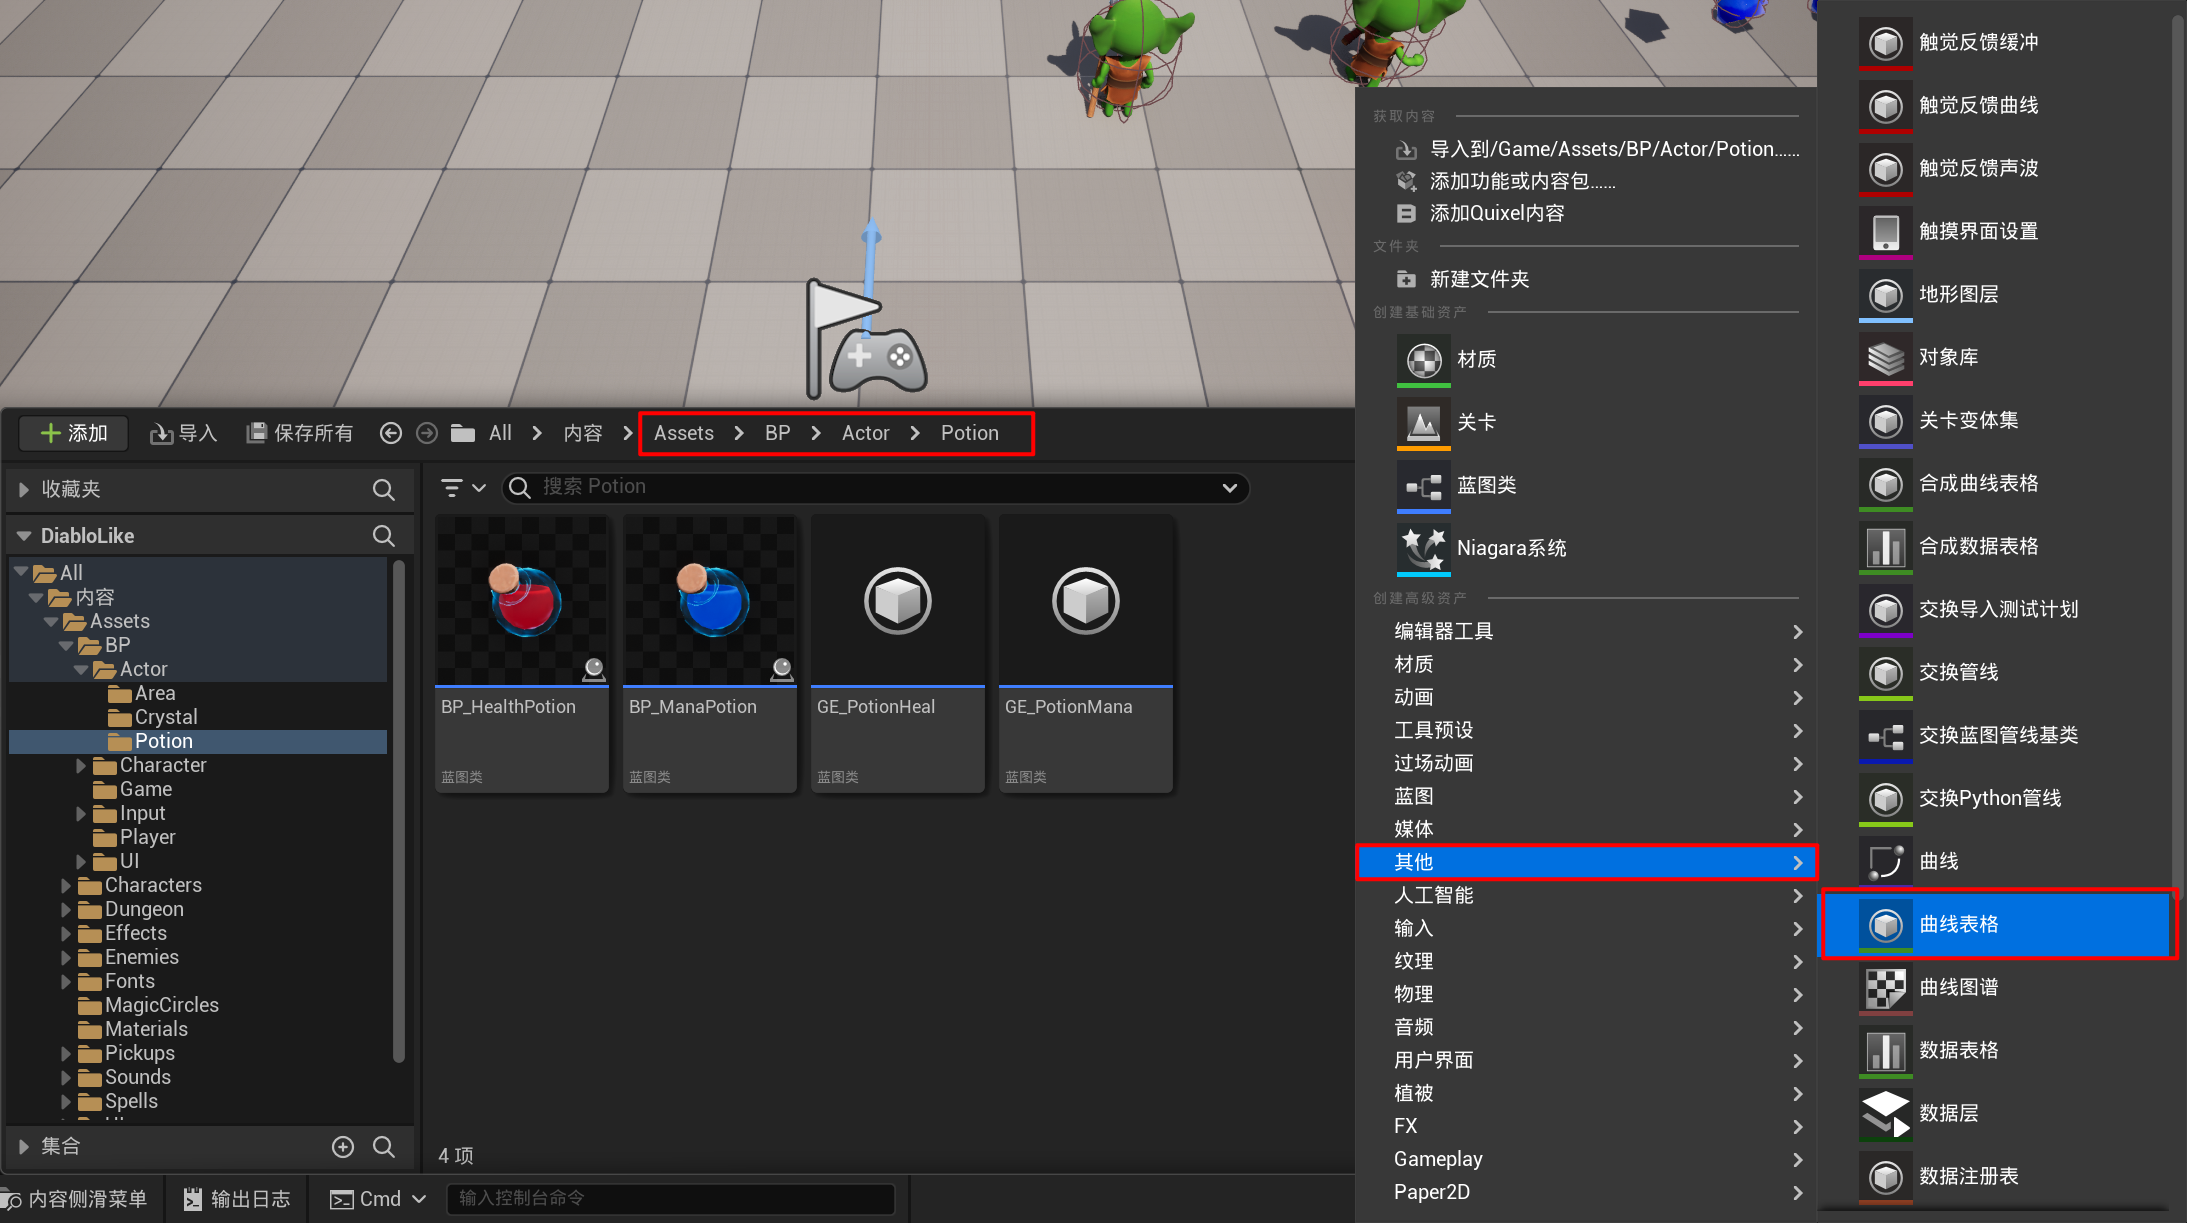 添加
导入
保存所有
All
内容
Assets
BP
Actor
Potion
收藏夹
DiabloLike
All
内容
Assets
BP
Actor
Area
Crystal
Potion
Character
Game
Input
Player
UI
Characters
Dungeon
Effects
Enemies
Fonts
MagicCircles
Materials
Pickups
Sounds
Spells
集合
搜索 Potion
BP_HealthPotion
蓝图类
BP_ManaPotion
蓝图类
GE_PotionHeal
蓝图类
GE_PotionMana
蓝图类
4 项
内容侧滑菜单
输出日志
Cmd
输入控制台命令
获取内容
导入到/Game/Assets/BP/Actor/Potion......
添加功能或内容包......
添加Quixel内容
文件夹
新建文件夹
创建基础资产
材质
关卡
蓝图类
Niagara系统
创建高级资产
编辑器工具
材质
动画
工具预设
过场动画
蓝图
媒体
其他
人工智能
输入
纹理
物理
音频
用户界面
植被
FX
Gameplay
Paper2D
触觉反馈缓冲
触觉反馈曲线
触觉反馈声波
触摸界面设置
地形图层
对象库
关卡变体集
合成曲线表格
合成数据表格
交换导入测试计划
交换管线
交换蓝图管线基类
交换Python管线
曲线
曲线表格
曲线图谱
数据表格
数据层
数据注册表